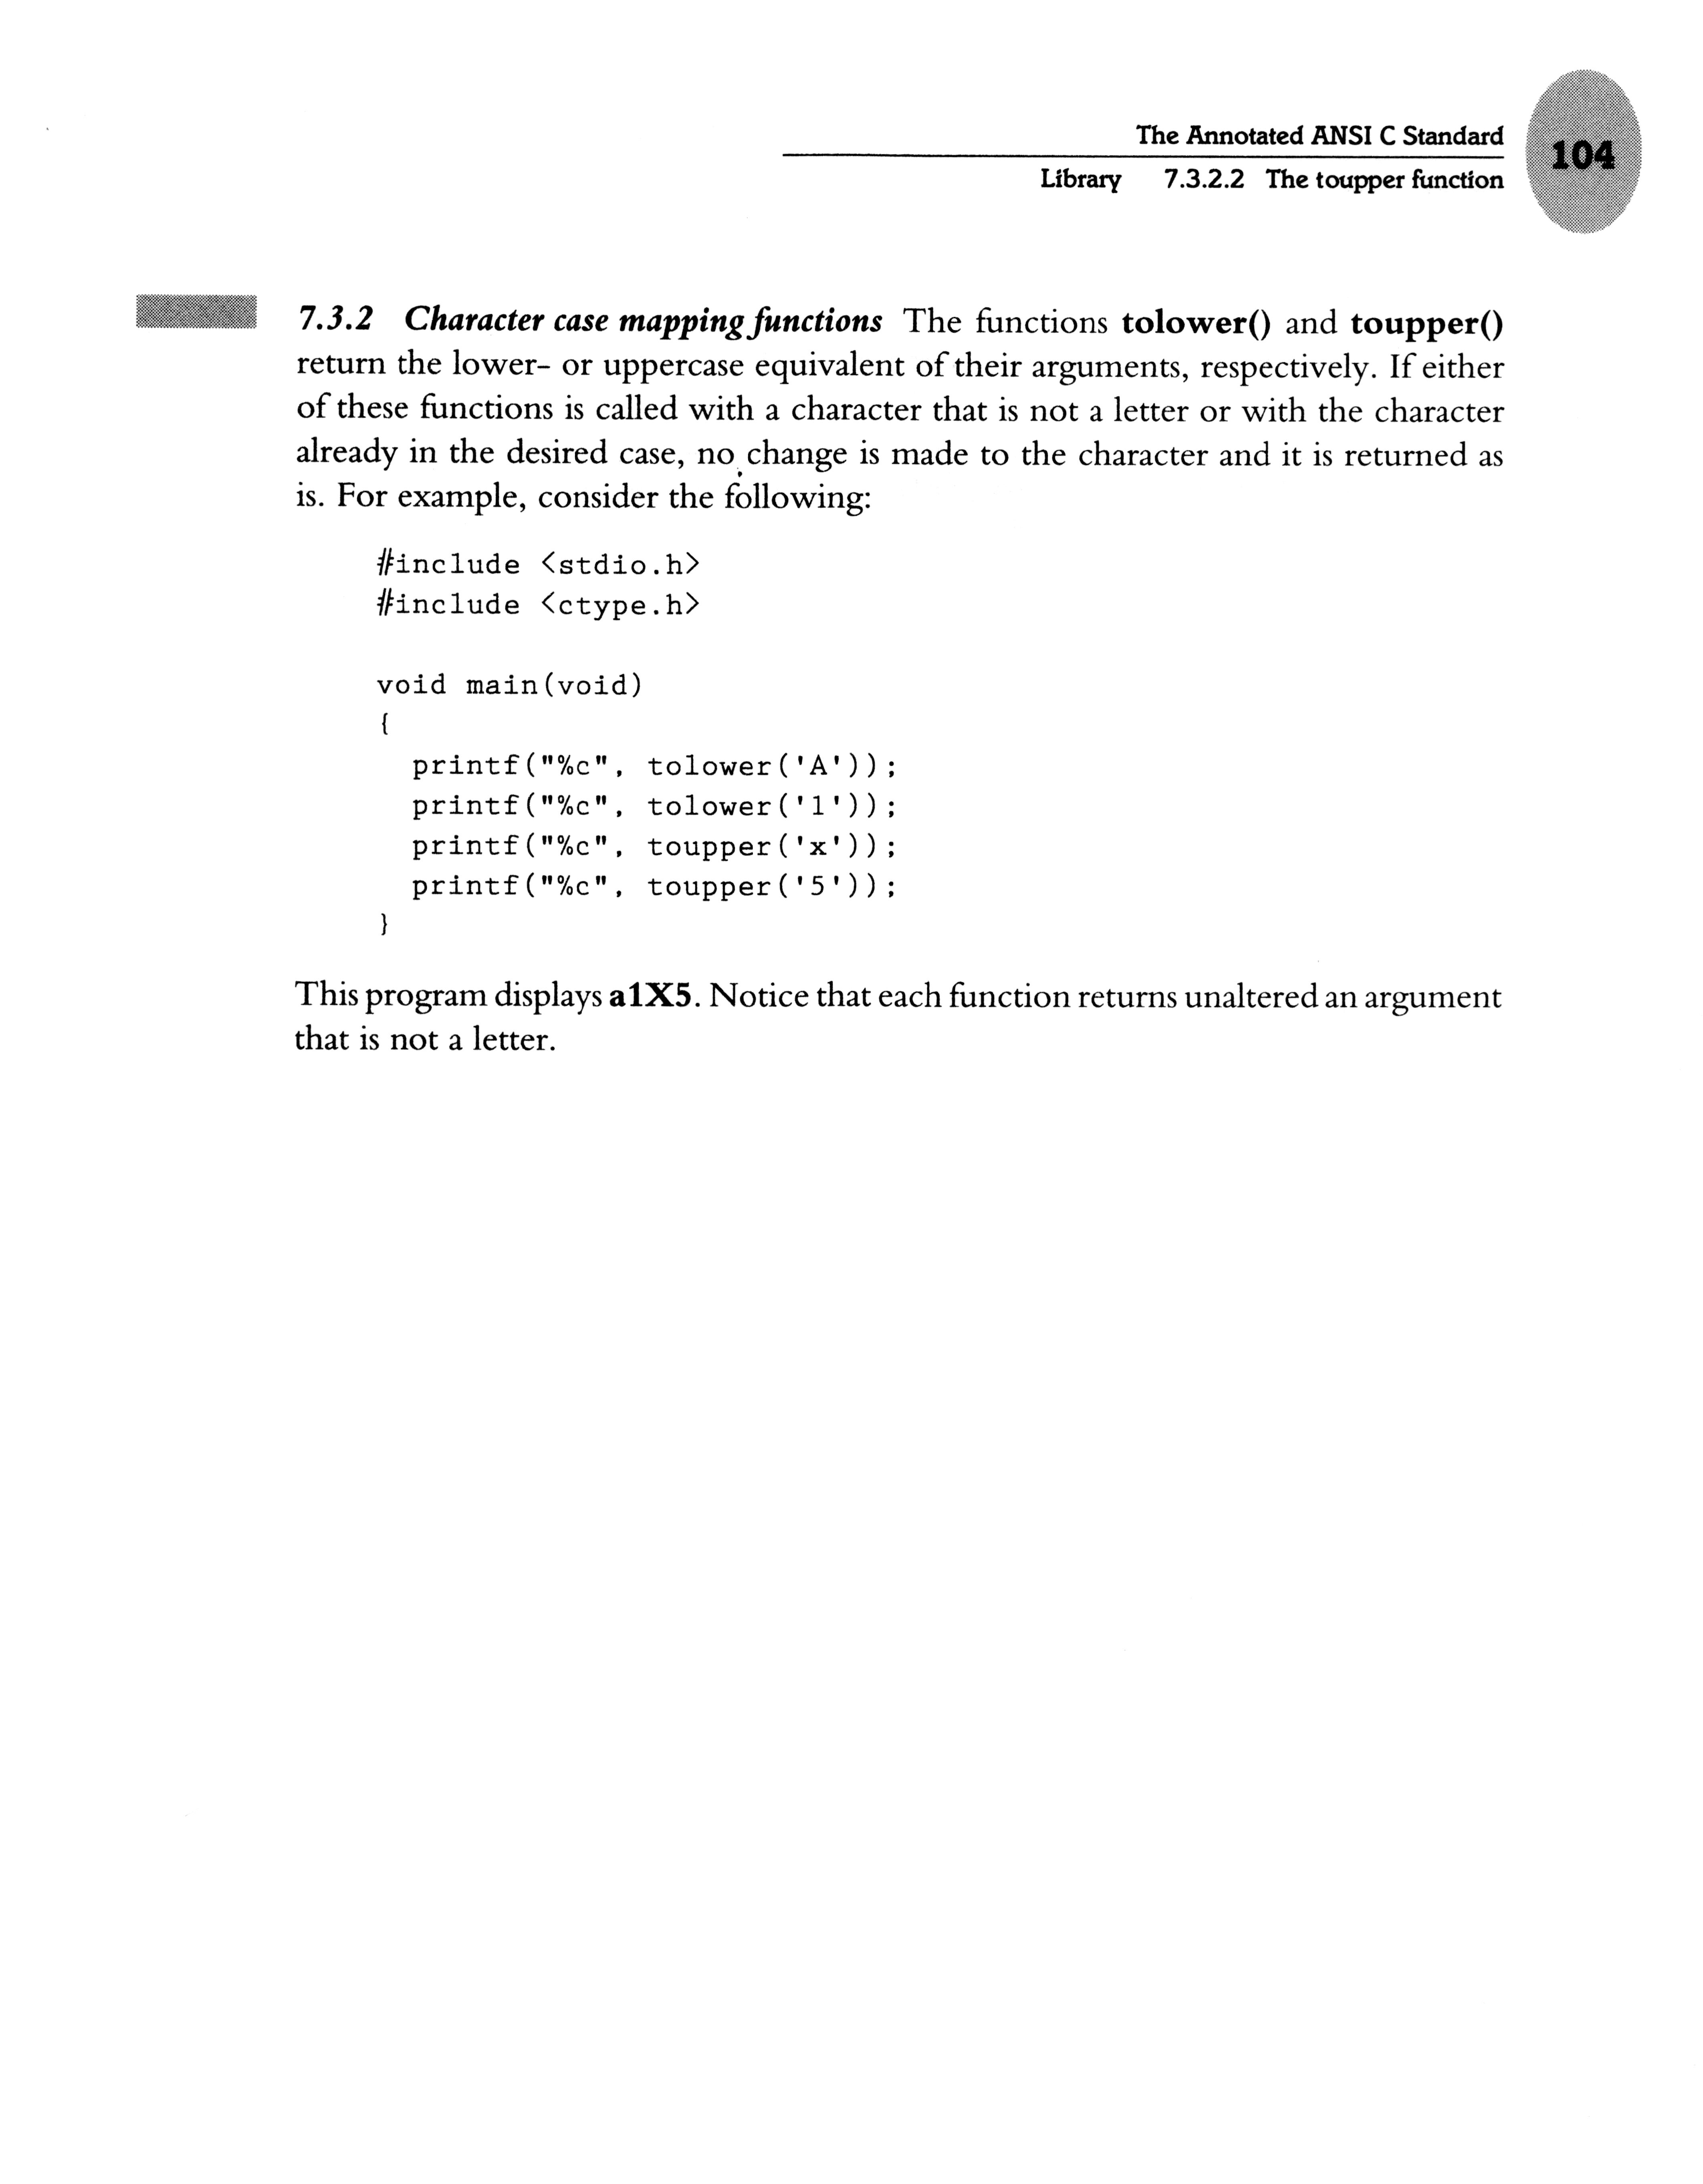 The Annotated ANSI C Standard
104
Library 7.3.2.2 The toupper function
7.3.2 Character case mapping functions The functions tolower() and toupper()
return the lower- or uppercase equivalent of their arguments, respectively. If either
of these functions is called with a character that is not a letter or with the character
already in the desired case, no change is made to the character and it is returned as
is. For example, consider the following:
#include <stdio.h>
#include <ctype.h>
void main(void)
{
printf("%c", tolower('A'));
printf("%c", tolower('1'));
printf("%c", toupper('x'));
printf("%c", toupper('5'));
}
This program displays a1X5. Notice that each function returns unaltered an argument
that is not a letter.